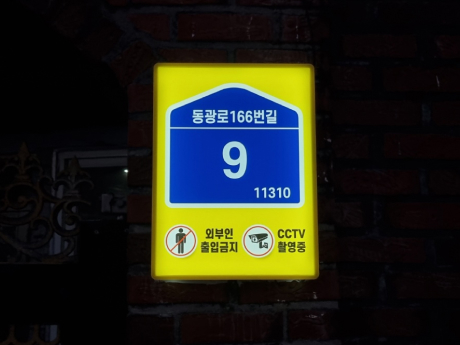 동광로166번길
9
11310
외부인
출입금지
CCTV
촬영중